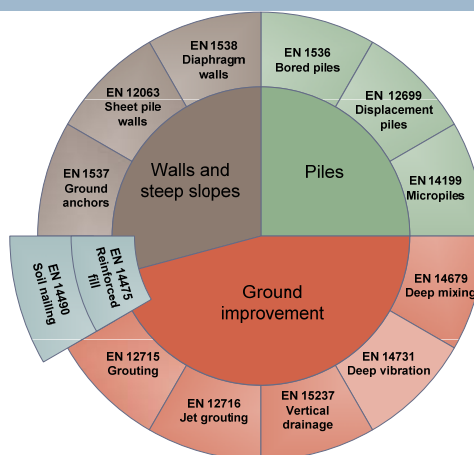 EN 1538
Diaphragm
walls
EN 1536
Bored piles
EN 12063
Sheet pile
walls
EN 12699
Displacement
piles
EN 1537
Ground
anchors
Walls and
steep slopes
Piles
EN 14199
Micropiles
EN 14490
Soil nailing
EN 14475
Reinforced
fill
Ground
improvement
EN 14679
Deep mixing
EN 12715
Grouting
EN 14731
Deep vibration
EN 12716
Jet grouting
EN 15237
Vertical
drainage